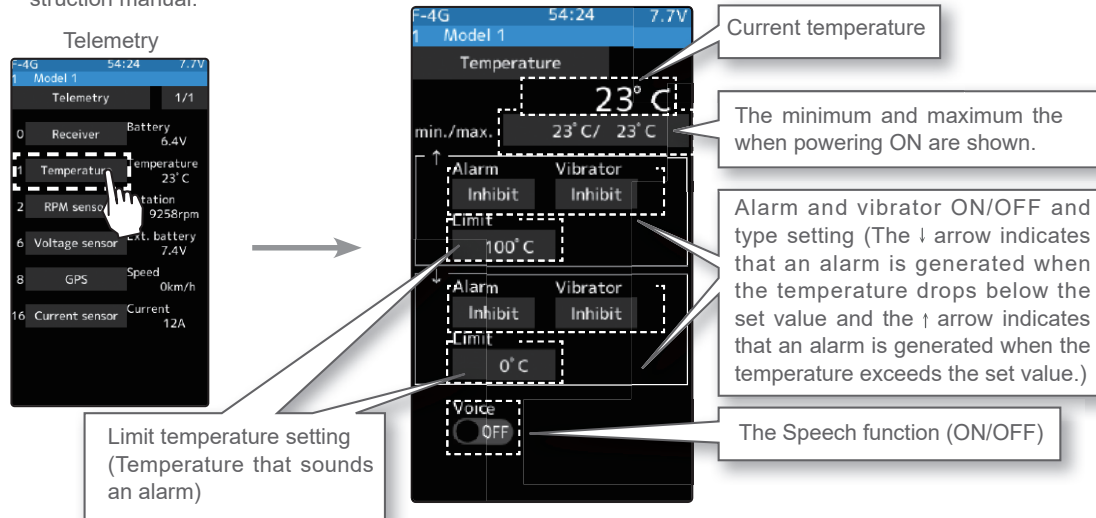 struction manual.
Telemetry
F-4G 54:24 7.7V
1 Model 1
Telemetry 1/1
0 Receiver Battery
6.4V
1 Temperature Temperature
23°C
2 RPM sensor tation
9258rpm
6 Voltage sensor Ext. battery
7.4V
8 GPS Speed
0km/h
16 Current sensor Current
12A
F-4G 54:24 7.7V
1 Model 1
Temperature
23°C
min./max. 23°C/ 23°C
↑
Alarm Vibrator
Inhibit Inhibit
Limit
100°C
↓
Alarm Vibrator
Inhibit Inhibit
Limit
0°C
Voice
OFF
Current temperature
The minimum and maximum the
when powering ON are shown.
Alarm and vibrator ON/OFF and
type setting (The ↓ arrow indicates
that an alarm is generated when
the temperature drops below the
set value and the ↑ arrow indicates
that an alarm is generated when the
temperature exceeds the set value.)
The Speech function (ON/OFF)
Limit temperature setting
(Temperature that sounds
an alarm)